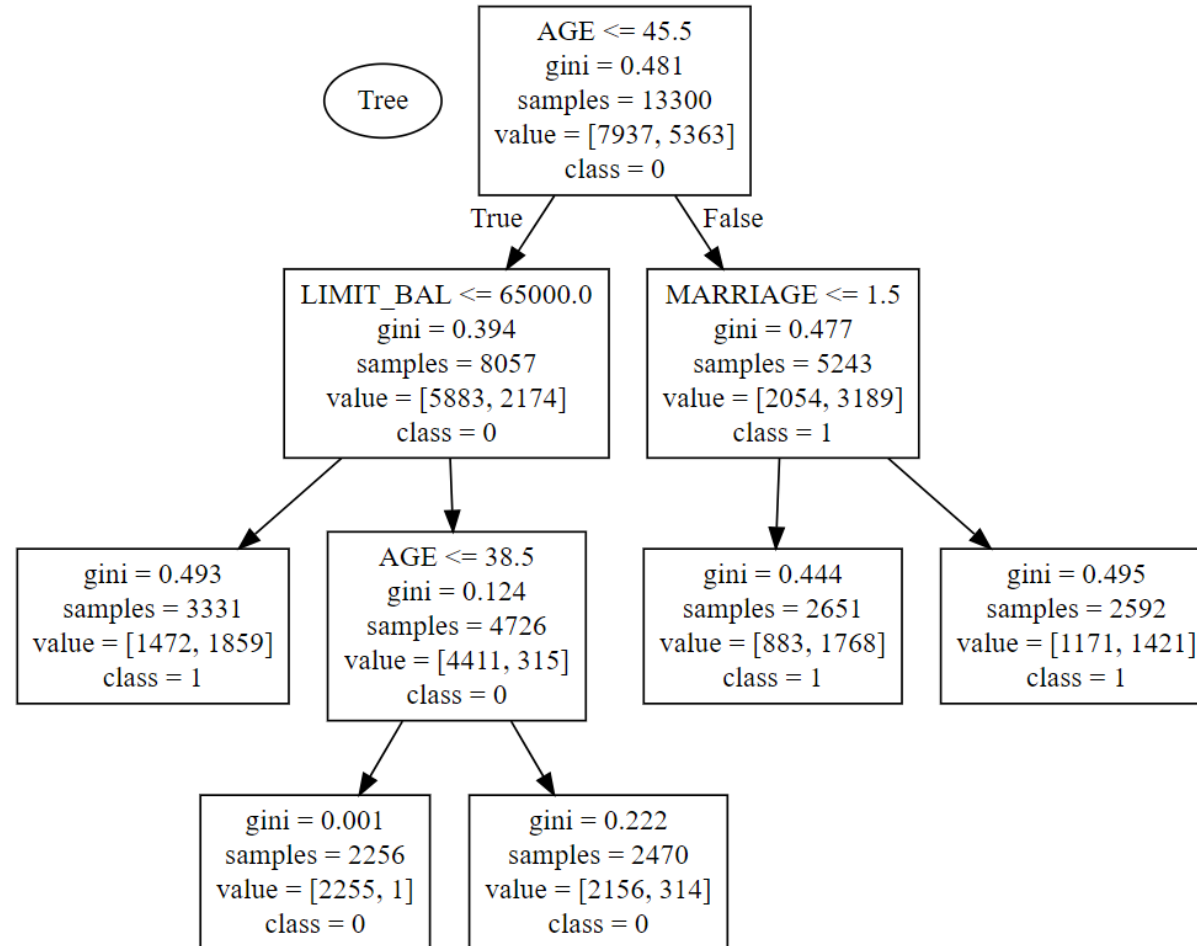 AGE <= 45.5
gini = 0.481
samples = 13300
value = [7937, 5363]
class = 0
Tree
True
False
LIMIT_BAL <= 65000.0
gini = 0.394
samples = 8057
value = [5883, 2174]
class = 0
MARRIAGE <= 1.5
gini = 0.477
samples = 5243
value = [2054, 3189]
class = 1
gini = 0.493
samples = 3331
value = [1472, 1859]
class = 1
AGE <= 38.5
gini = 0.124
samples = 4726
value = [4411, 315]
class = 0
gini = 0.444
samples = 2651
value = [883, 1768]
class = 1
gini = 0.495
samples = 2592
value = [1171, 1421]
class = 1
gini = 0.001
samples = 2256
value = [2255, 1]
class = 0
gini = 0.222
samples = 2470
value = [2156, 314]
class = 0